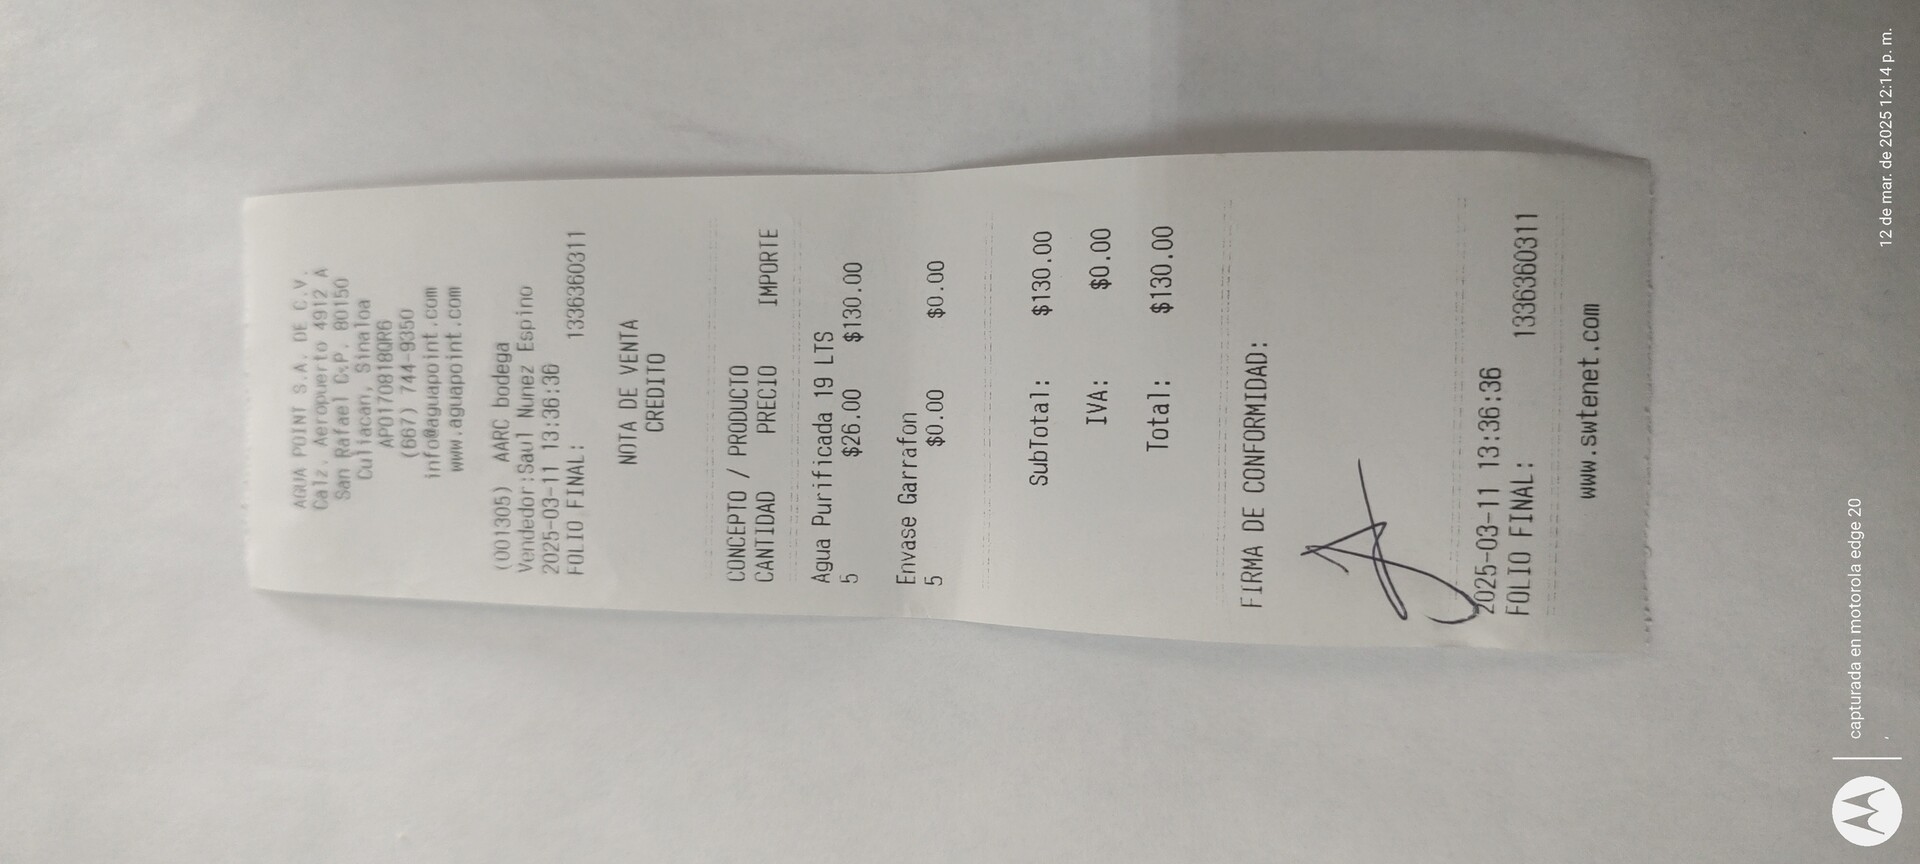 AGUA POINT S.A. DE C.V.
Calz. Aeropuerto 4912 A
San Rafael C.P. 80150
Culiacan, Sinaloa
APO170818QR6
(667) 744-9350
info@aguapoint.com
www.aguapoint.com
(001305) AARC bodega
Vendedor:Saul Nunez Espino
2025-03-11 13:36:36
FOLIO FINAL: 1336360311
NOTA DE VENTA
CREDITO
CONCEPTO / PRODUCTO
CANTIDAD PRECIO IMPORTE
Agua Purificada 19 LTS
5 $26.00 $130.00
Envase Garrafon
5 $0.00 $0.00
SubTotal: $130.00
IVA: $0.00
Total: $130.00
FIRMA DE CONFORMIDAD:
2025-03-11 13:36:36
FOLIO FINAL: 1336360311
www.swtenet.com
capturada en motorola edge 20
12 de mar. de 2025 12:14 p. m.